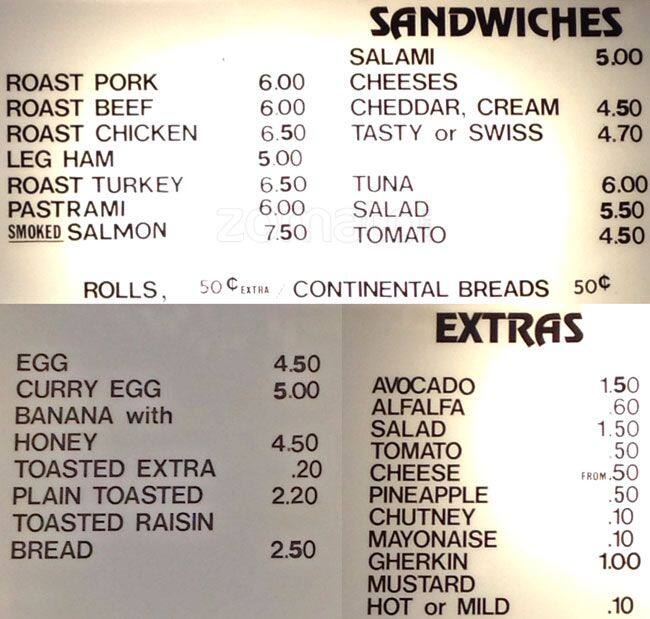 SANDWICHES
ROAST PORK 6.00
ROAST BEEF 6.00
ROAST CHICKEN 6.50
LEG HAM 5.00
ROAST TURKEY 6.50
PASTRAMI 6.00
SMOKED SALMON 7.50
SALAMI 5.00
CHEESES
CHEDDAR, CREAM 4.50
TASTY or SWISS 4.70
TUNA 6.00
SALAD 5.50
TOMATO 4.50
ROLLS, 50¢ EXTRA / CONTINENTAL BREADS 50¢
EGG 4.50
CURRY EGG 5.00
BANANA with
HONEY 4.50
TOASTED EXTRA .20
PLAIN TOASTED 2.20
TOASTED RAISIN
BREAD 2.50
EXTRAS
AVOCADO 1.50
ALFALFA .60
SALAD 1.50
TOMATO .50
CHEESE FROM .50
PINEAPPLE .50
CHUTNEY .10
MAYONAISE .10
GHERKIN 1.00
MUSTARD
HOT or MILD .10